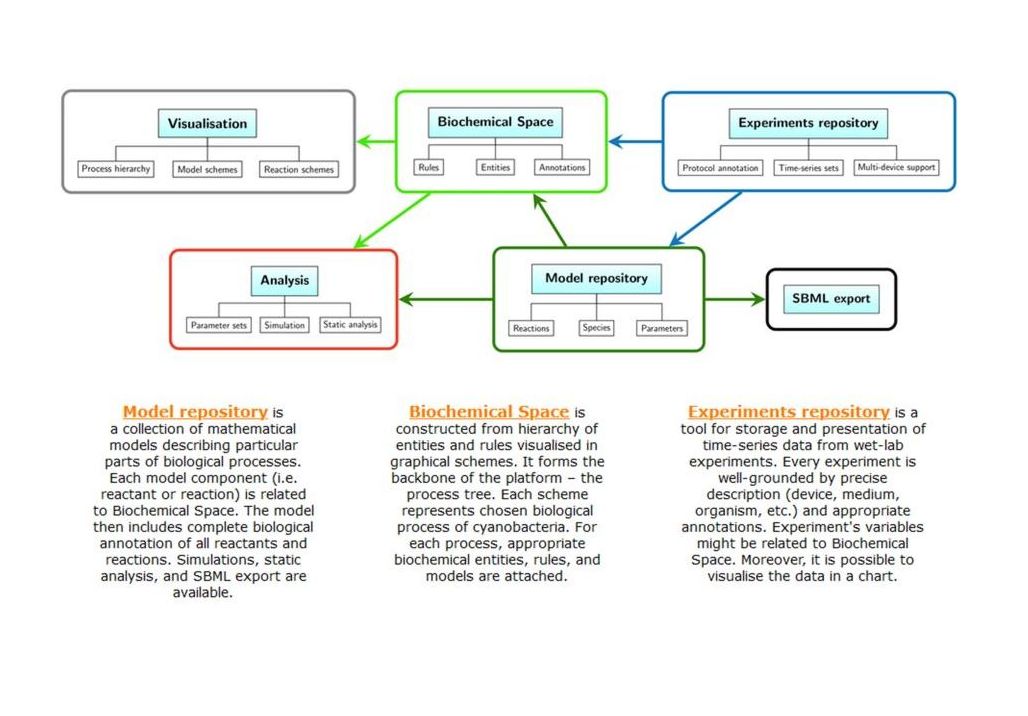 Visualisation
Process hierarchy
Model schemes
Reaction schemes
Biochemical Space
Rules
Entities
Annotations
Experiments repository
Protocol annotation
Time-series sets
Multi-device support
Analysis
Parameter sets
Simulation
Static analysis
Model repository
Reactions
Species
Parameters
SBML export
Model repository is
a collection of mathematical
models describing particular
parts of biological processes.
Each model component (i.e.
reactant or reaction) is related
to Biochemical Space. The model
then includes complete biological
annotation of all reactants and
reactions. Simulations, static
analysis, and SBML export are
available.
Biochemical Space is
constructed from hierarchy of
entities and rules visualised in
graphical schemes. It forms the
backbone of the platform – the
process tree. Each scheme
represents chosen biological
process of cyanobacteria. For
each process, appropriate
biochemical entities, rules, and
models are attached.
Experiments repository is a
tool for storage and presentation of
time-series data from wet-lab
experiments. Every experiment is
well-grounded by precise
description (device, medium,
organism, etc.) and appropriate
annotations. Experiment's variables
might be related to Biochemical
Space. Moreover, it is possible to
visualise the data in a chart.